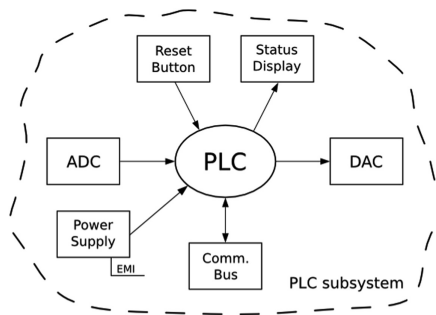 Reset
Button
Status
Display
ADC
PLC
DAC
Power
Supply
EMI
Comm.
Bus
PLC subsystem